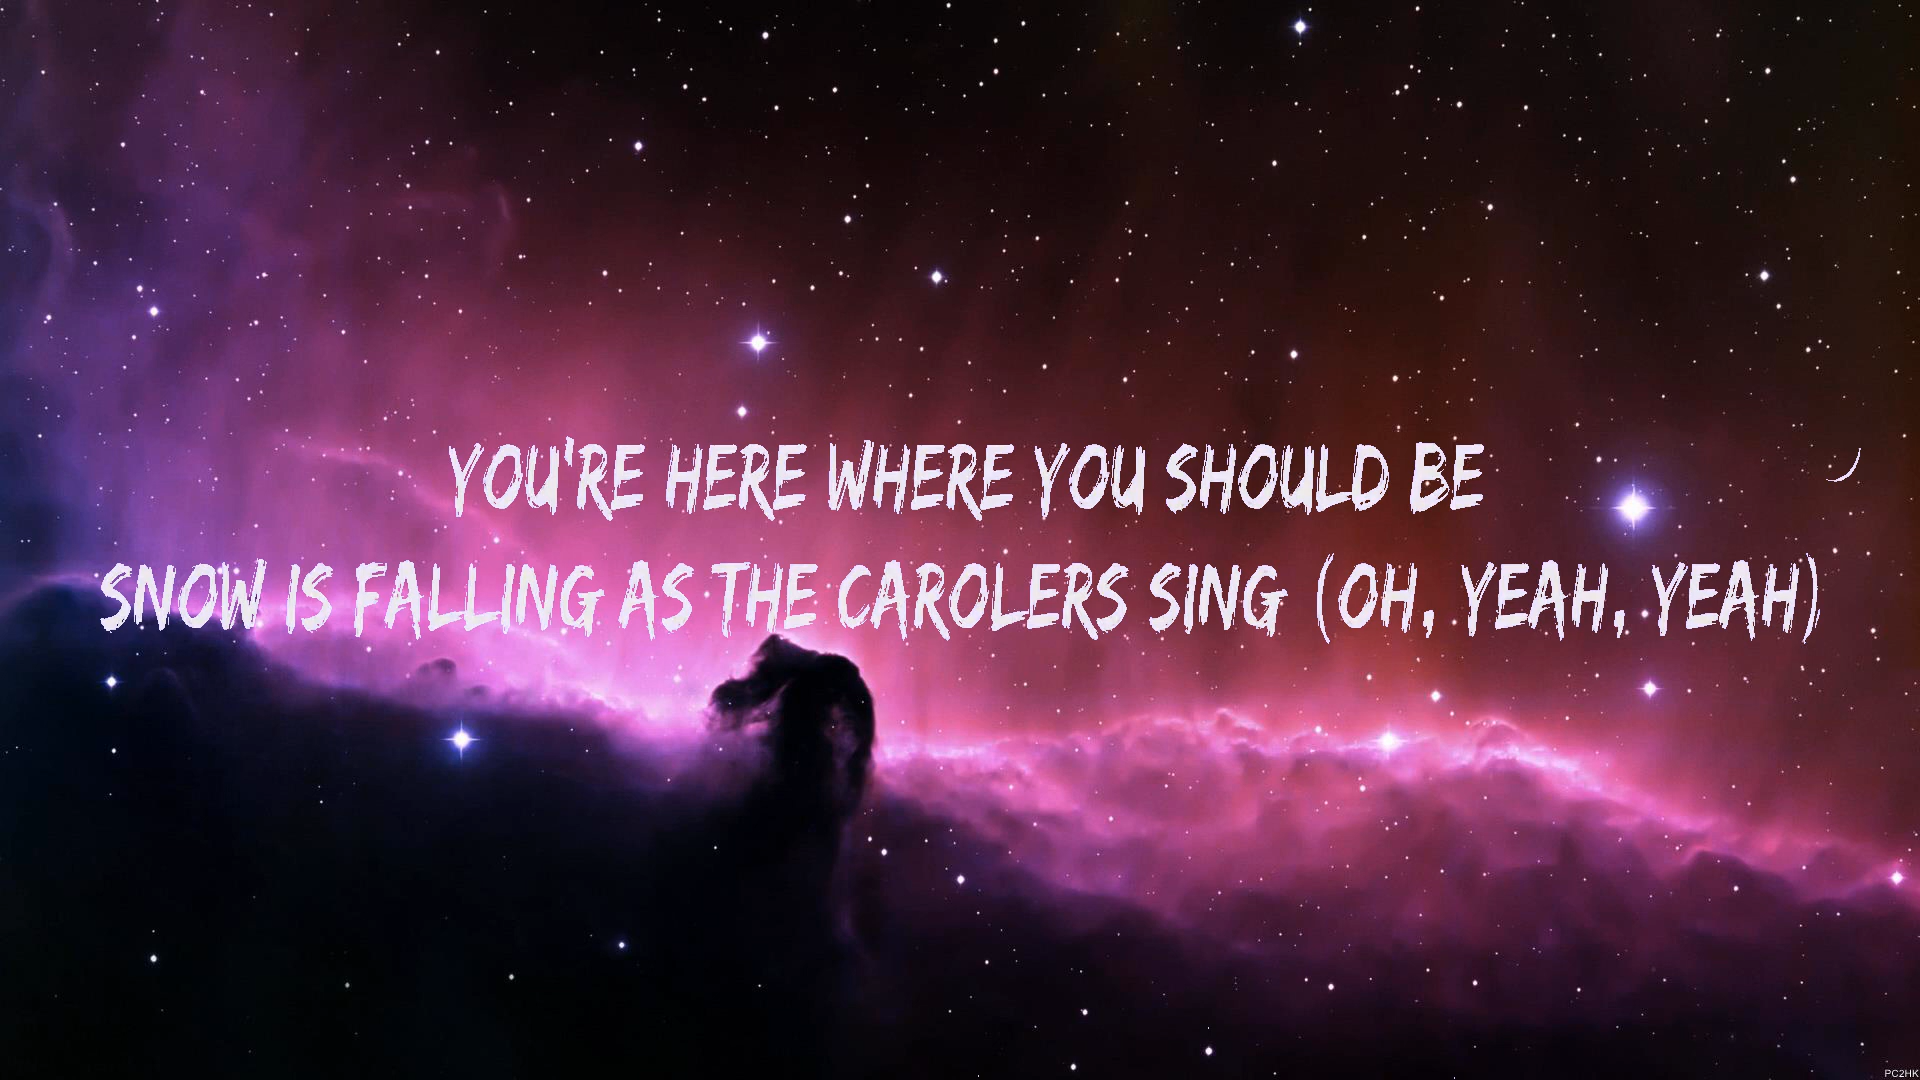 YOU'RE HERE WHERE YOU SHOULD BE
SNOW IS FALLING AS THE CAROLERS SING (OH, YEAH, YEAH)
PC2HK